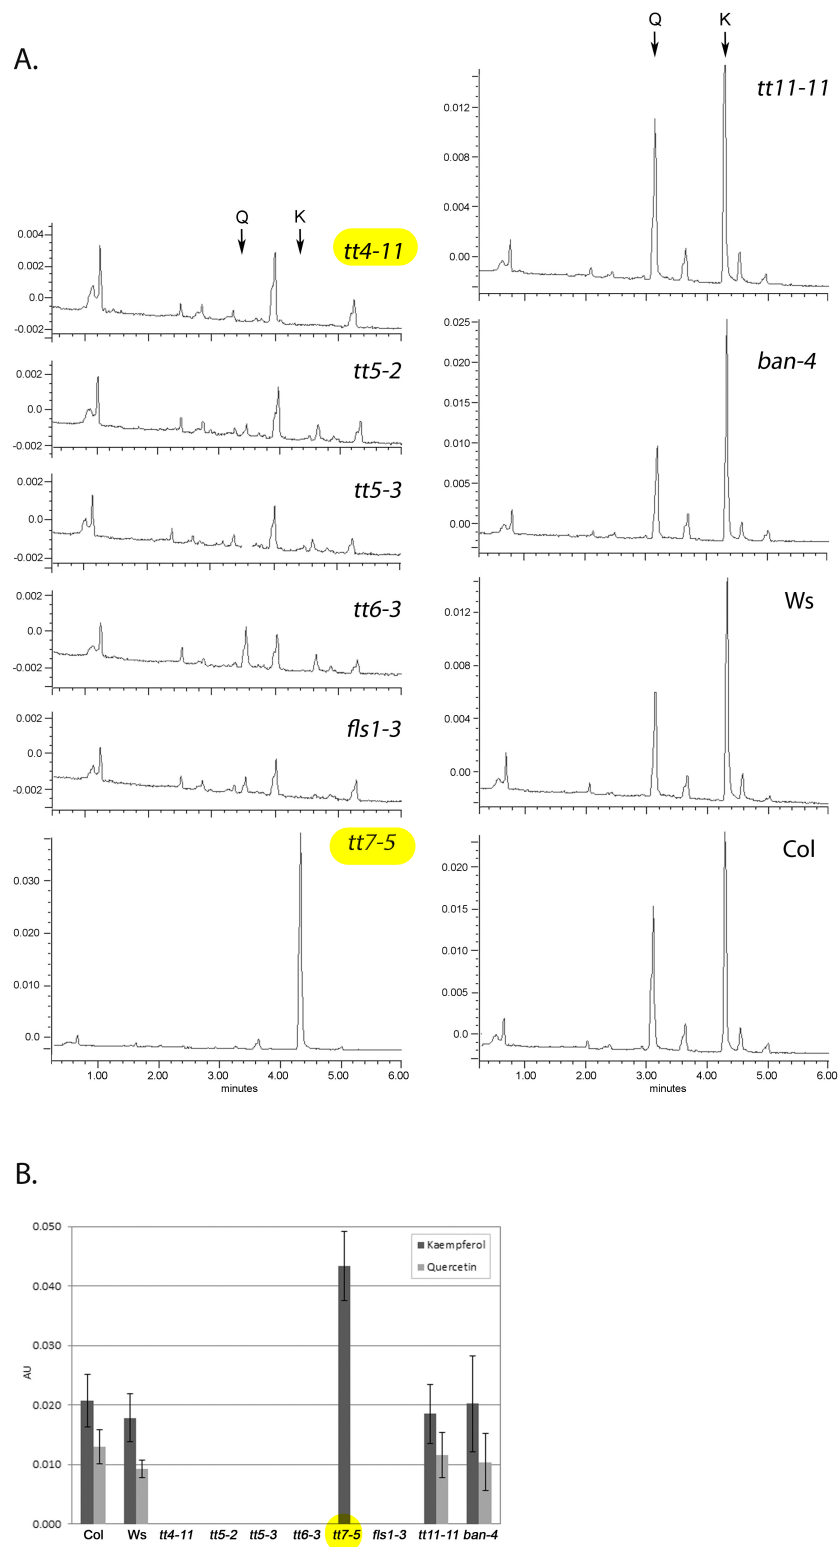 A.
Q K
tt4-11
0.004
0.002
0.0
-0.002
tt5-2
0.002
0.0
-0.002
tt5-3
0.002
0.0
-0.002
tt6-3
0.002
0.0
-0.002
fls1-3
0.002
0.0
-0.002
tt7-5
0.030
0.020
0.010
0.0
1.00 2.00 3.00 4.00 5.00 6.00
minutes
Q K
tt11-11
0.012
0.008
0.004
0.00
ban-4
0.025
0.020
0.015
0.010
0.005
0.00
Ws
0.012
0.008
0.004
0.00
Col
0.020
0.015
0.010
0.005
0.0
1.00 2.00 3.00 4.00 5.00 6.00
minutes
B.
0.050
0.040
0.030
0.020
0.010
0.000
AU
Kaempferol
Quercetin
Col Ws tt4-11 tt5-2 tt5-3 tt6-3 tt7-5 fls1-3 tt11-11 ban-4